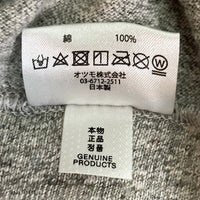 綿 100%
オツモ株式会社
03-6712-2511
日本製
本物
正品
정품
GENUINE
PRODUCTS